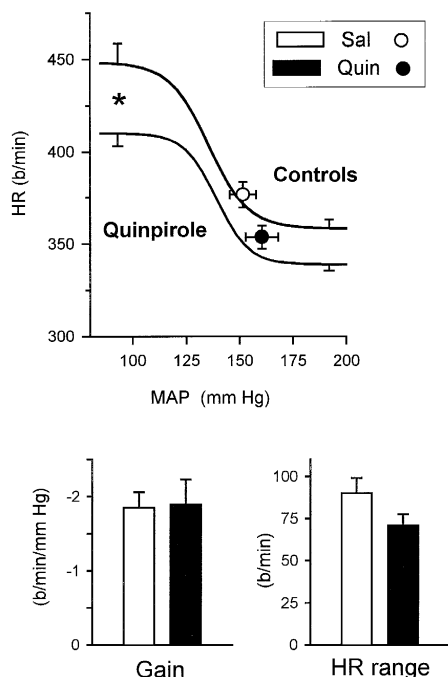 Sal
Quin
HR (b/min)
450
400
350
300
*
Controls
Quinpirole
100 125 150 175 200
MAP (mm Hg)
(b/min/mm Hg)
-2
-1
0
Gain
(b/min)
100
75
50
25
0
HR range